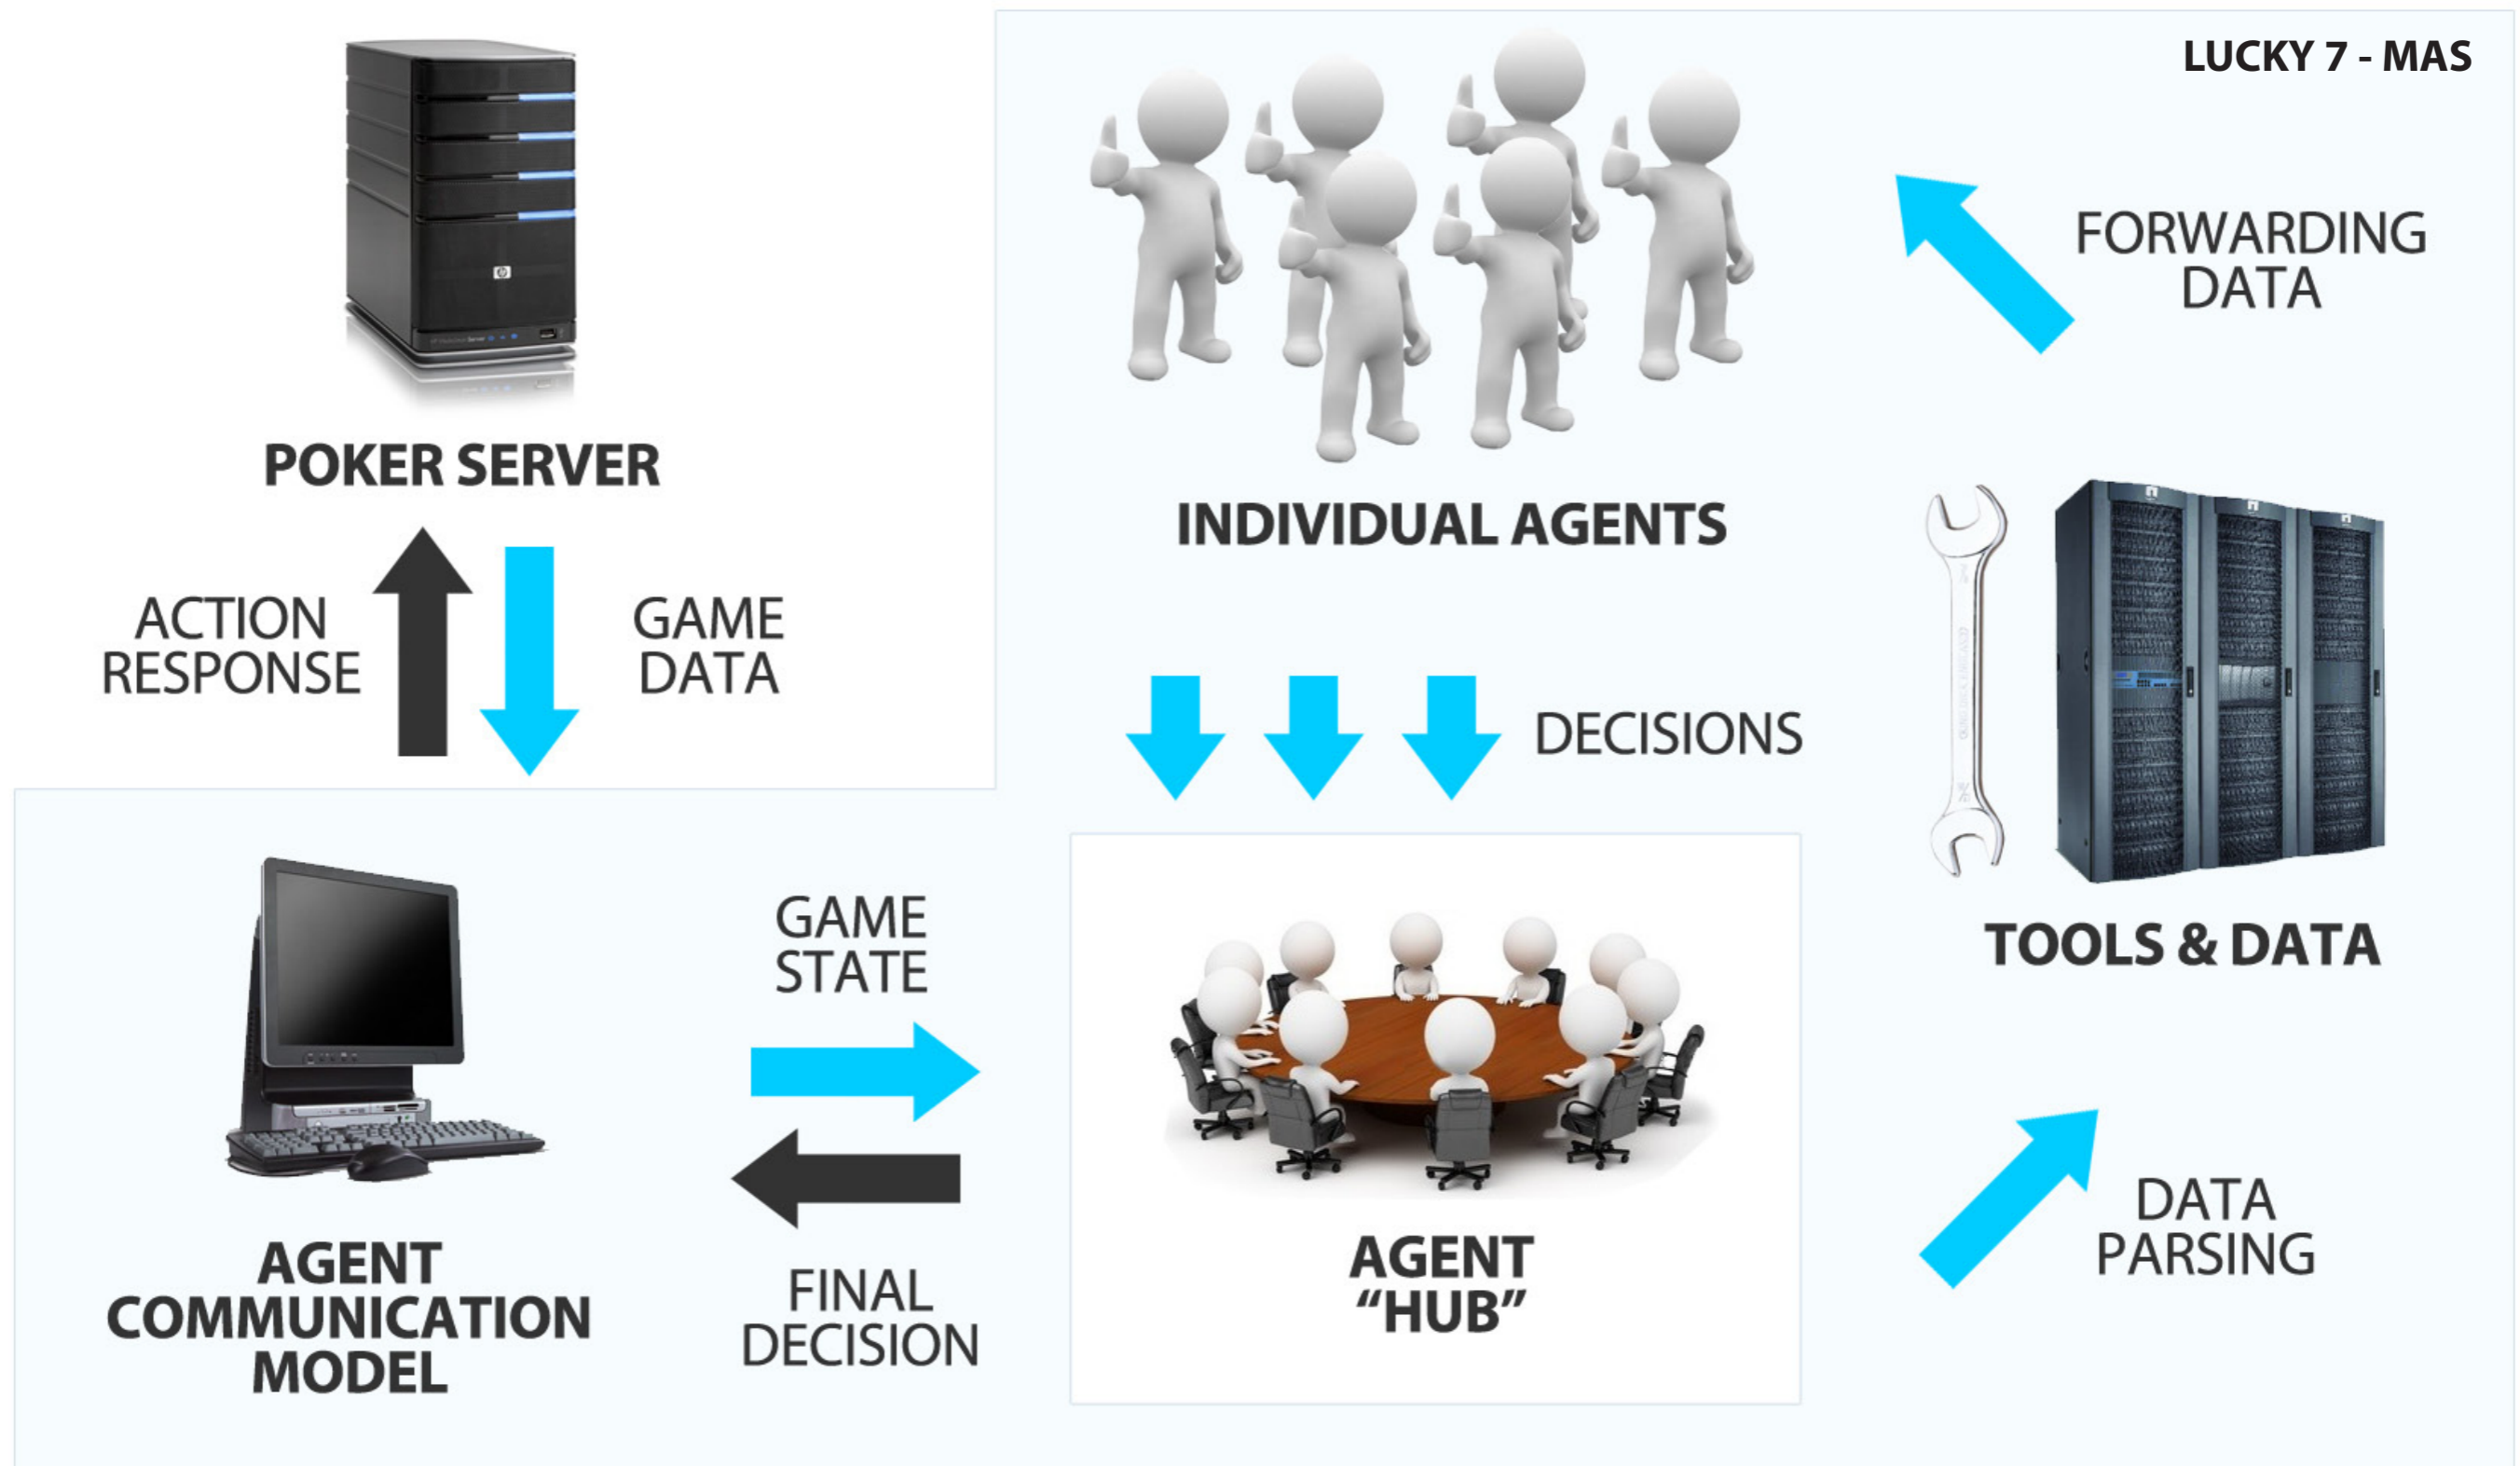 LUCKY 7 - MAS
POKER SERVER
ACTION
RESPONSE
GAME
DATA
INDIVIDUAL AGENTS
FORWARDING
DATA
DECISIONS
TOOLS & DATA
GAME
STATE
FINAL
DECISION
AGENT
COMMUNICATION
MODEL
AGENT
“HUB”
DATA
PARSING